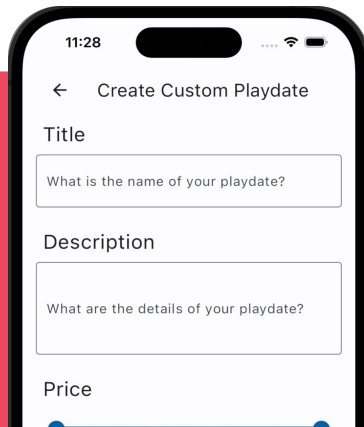 11:28
Create Custom Playdate
Title
What is the name of your playdate?
Description
What are the details of your playdate?
Price